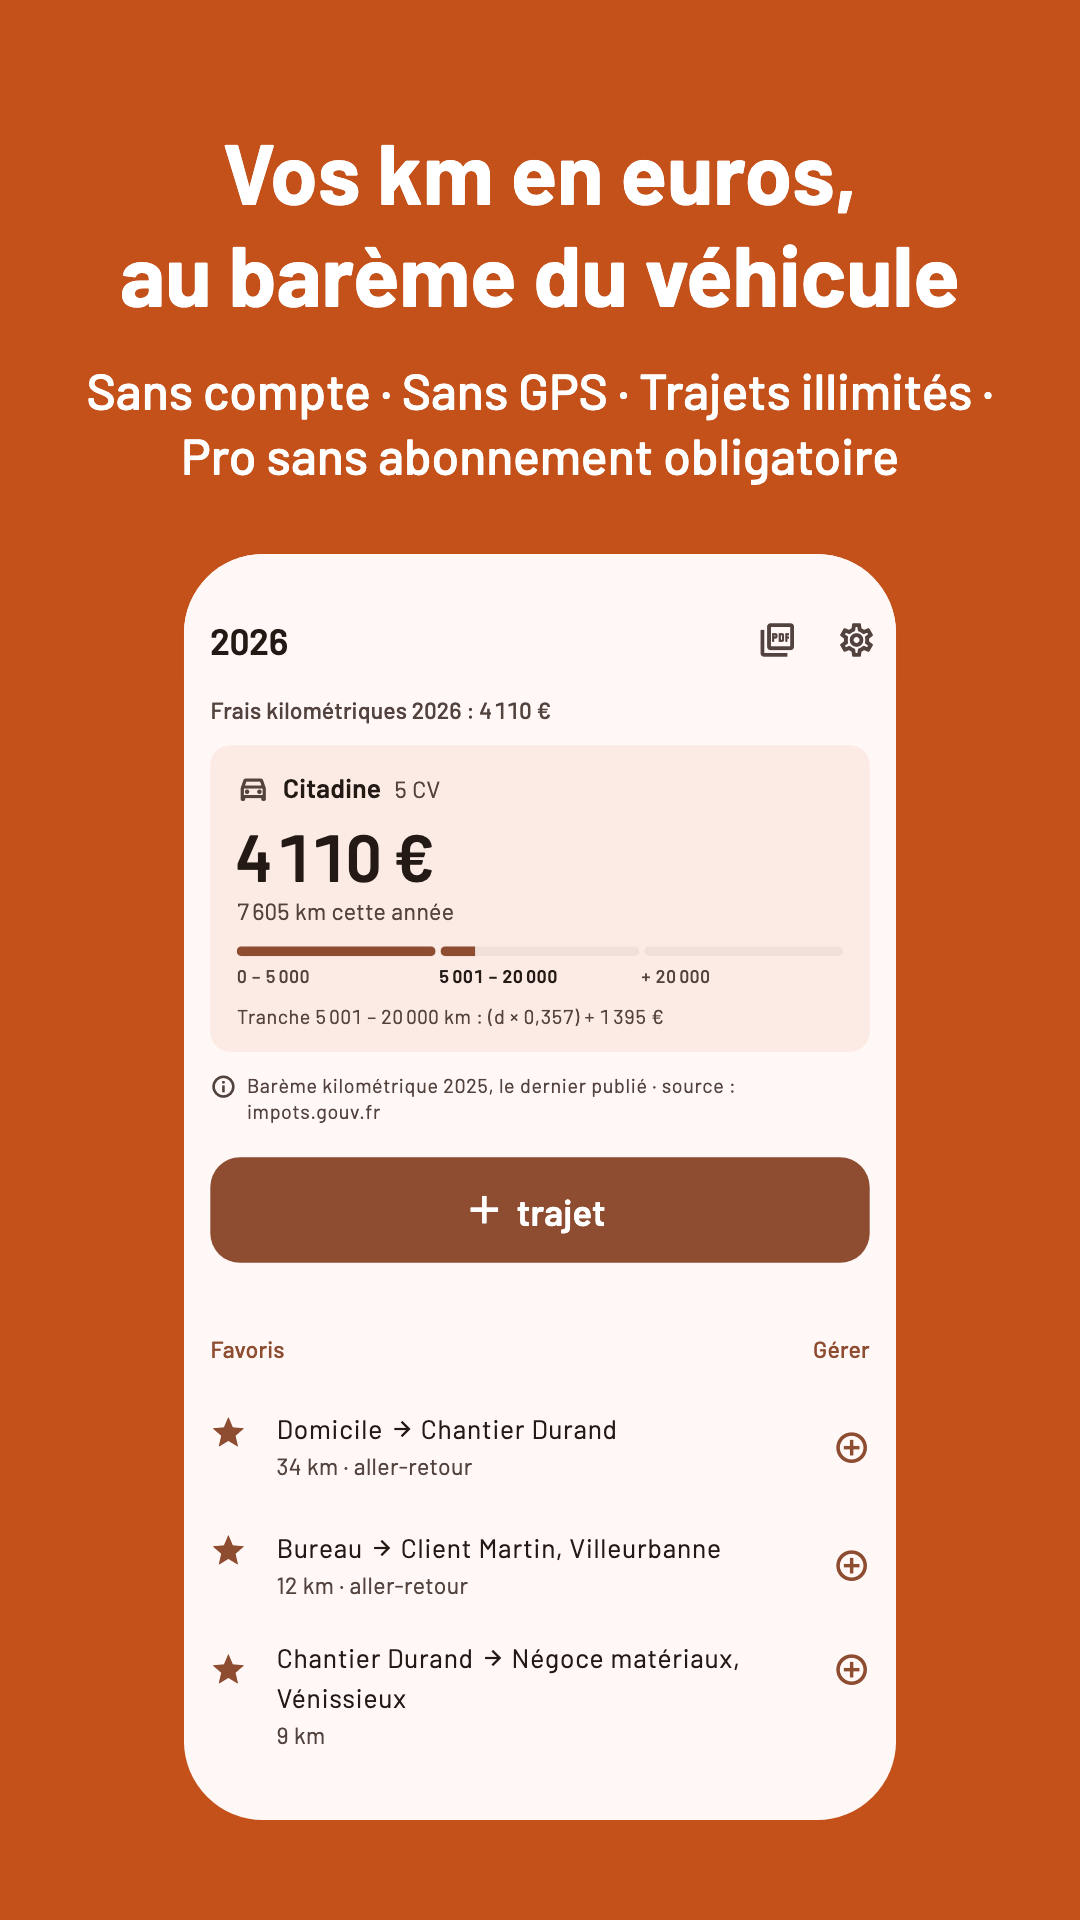 Vos km en euros,
au barème du véhicule
Sans compte · Sans GPS · Trajets illimités ·
Pro sans abonnement obligatoire
2026
PDF
Frais kilométriques 2026 : 4 110 €
Citadine 5 CV
4 110 €
7 605 km cette année
0 – 5 000 5 001 – 20 000 + 20 000
Tranche 5 001 – 20 000 km : (d × 0,357) + 1 395 €
Barème kilométrique 2025, le dernier publié · source :
impots.gouv.fr
+ trajet
Favoris Gérer
Domicile → Chantier Durand
34 km · aller-retour
Bureau → Client Martin, Villeurbanne
12 km · aller-retour
Chantier Durand → Négoce matériaux,
Vénissieux
9 km